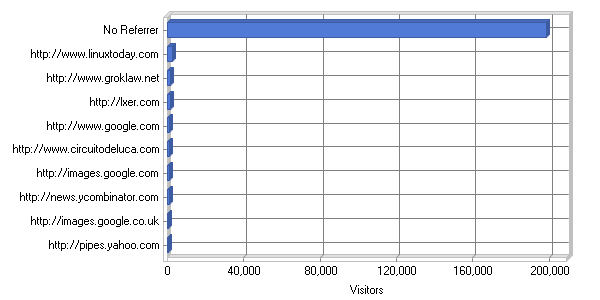 No Referrer
http://www.linuxtoday.com
http://www.groklaw.net
http://lxer.com
http://www.google.com
http://www.circuitodeluca.com
http://images.google.com
http://news.ycombinator.com
http://images.google.co.uk
http://pipes.yahoo.com
0 40,000 80,000 120,000 160,000 200,000
Visitors